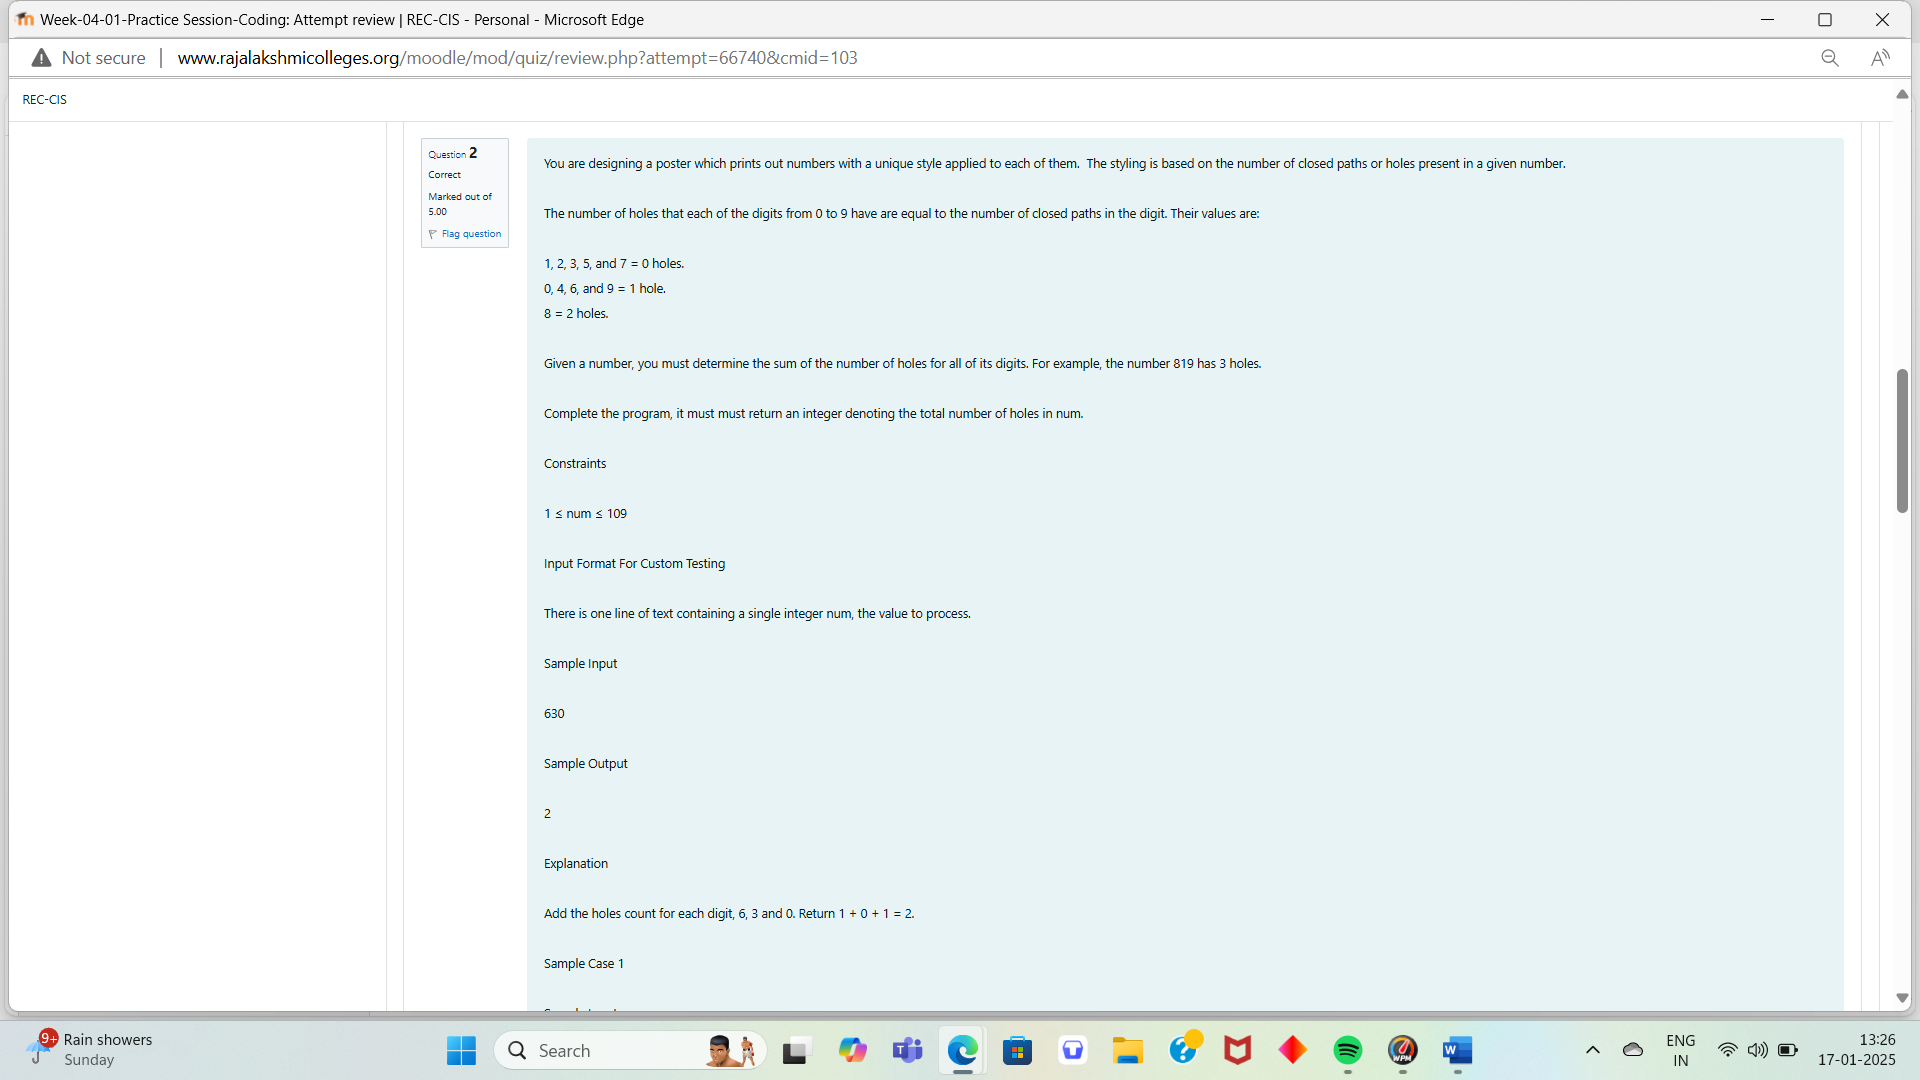 Week-04-01-Practice Session-Coding: Attempt review | REC-CIS - Personal - Microsoft Edge
Not secure | www.rajalakshmicolleges.org/moodle/mod/quiz/review.php?attempt=66740&cmid=103
REC-CIS
Question 2
Correct
Marked out of
5.00
Flag question
You are designing a poster which prints out numbers with a unique style applied to each of them. The styling is based on the number of closed paths or holes present in a given number.
The number of holes that each of the digits from 0 to 9 have are equal to the number of closed paths in the digit. Their values are:
1, 2, 3, 5, and 7 = 0 holes.
0, 4, 6, and 9 = 1 hole.
8 = 2 holes.
Given a number, you must determine the sum of the number of holes for all of its digits. For example, the number 819 has 3 holes.
Complete the program, it must must return an integer denoting the total number of holes in num.
Constraints
1 ≤ num ≤ 109
Input Format For Custom Testing
There is one line of text containing a single integer num, the value to process.
Sample Input
630
Sample Output
2
Explanation
Add the holes count for each digit, 6, 3 and 0. Return 1 + 0 + 1 = 2.
Sample Case 1
9+
Rain showers
Sunday
Search
WPM
ENG
IN
13:26
17-01-2025